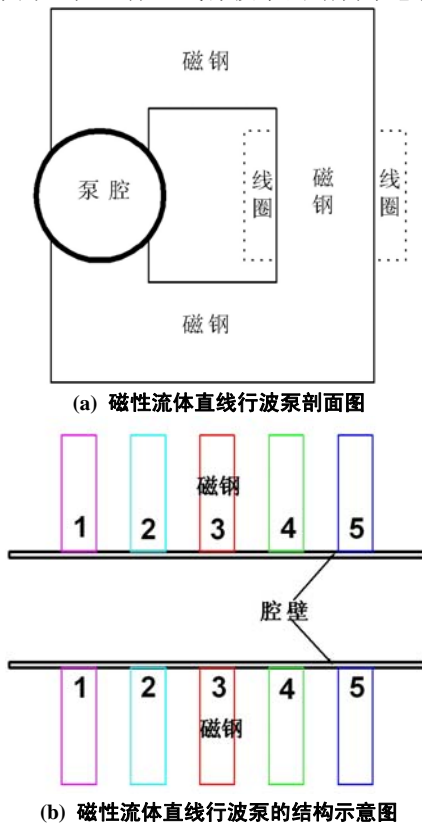 磁钢
泵腔
线圈
磁钢
线圈
磁钢
(a) 磁性流体直线行波泵剖面图
磁钢
1 2 3 4 5
腔壁
1 2 3 4 5
磁钢
(b) 磁性流体直线行波泵的结构示意图